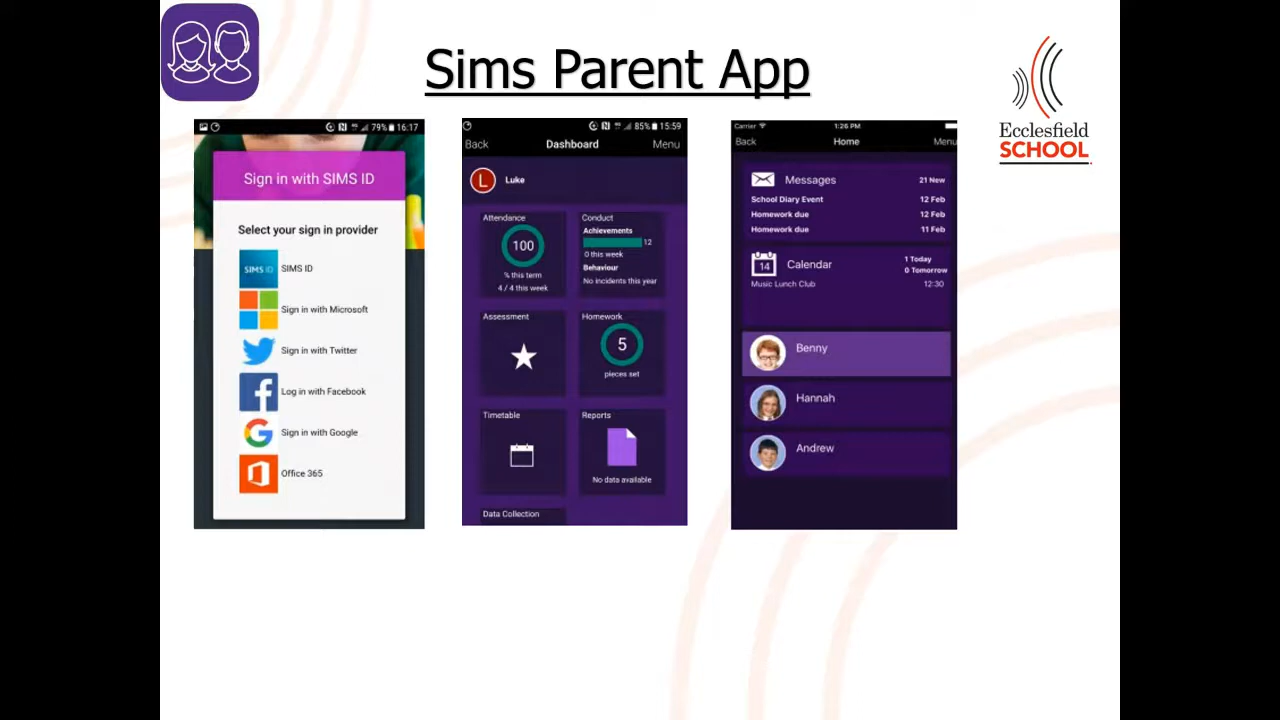 Sims Parent App
Ecclesfield
SCHOOL
79% 16:17
Sign in with SIMS ID
Select your sign in provider
SIMS ID
SIMS ID
Sign in with Microsoft
Sign in with Twitter
Log in with Facebook
Sign in with Google
Office 365
85% 15:59
Back Dashboard Menu
L Luke
Attendance
100
% this term
4 / 4 this week
Conduct
Achievements
12
0 this week
Behaviour
No incidents this year
Assessment
Homework
5
pieces set
Timetable
Reports
No data available
Data Collection
Carrier 1:26 PM
Back Home Menu
Messages 21 New
School Diary Event 12 Feb
Homework due 12 Feb
Homework due 11 Feb
14 Calendar
1 Today
0 Tomorrow
Music Lunch Club 12:30
Benny
Hannah
Andrew